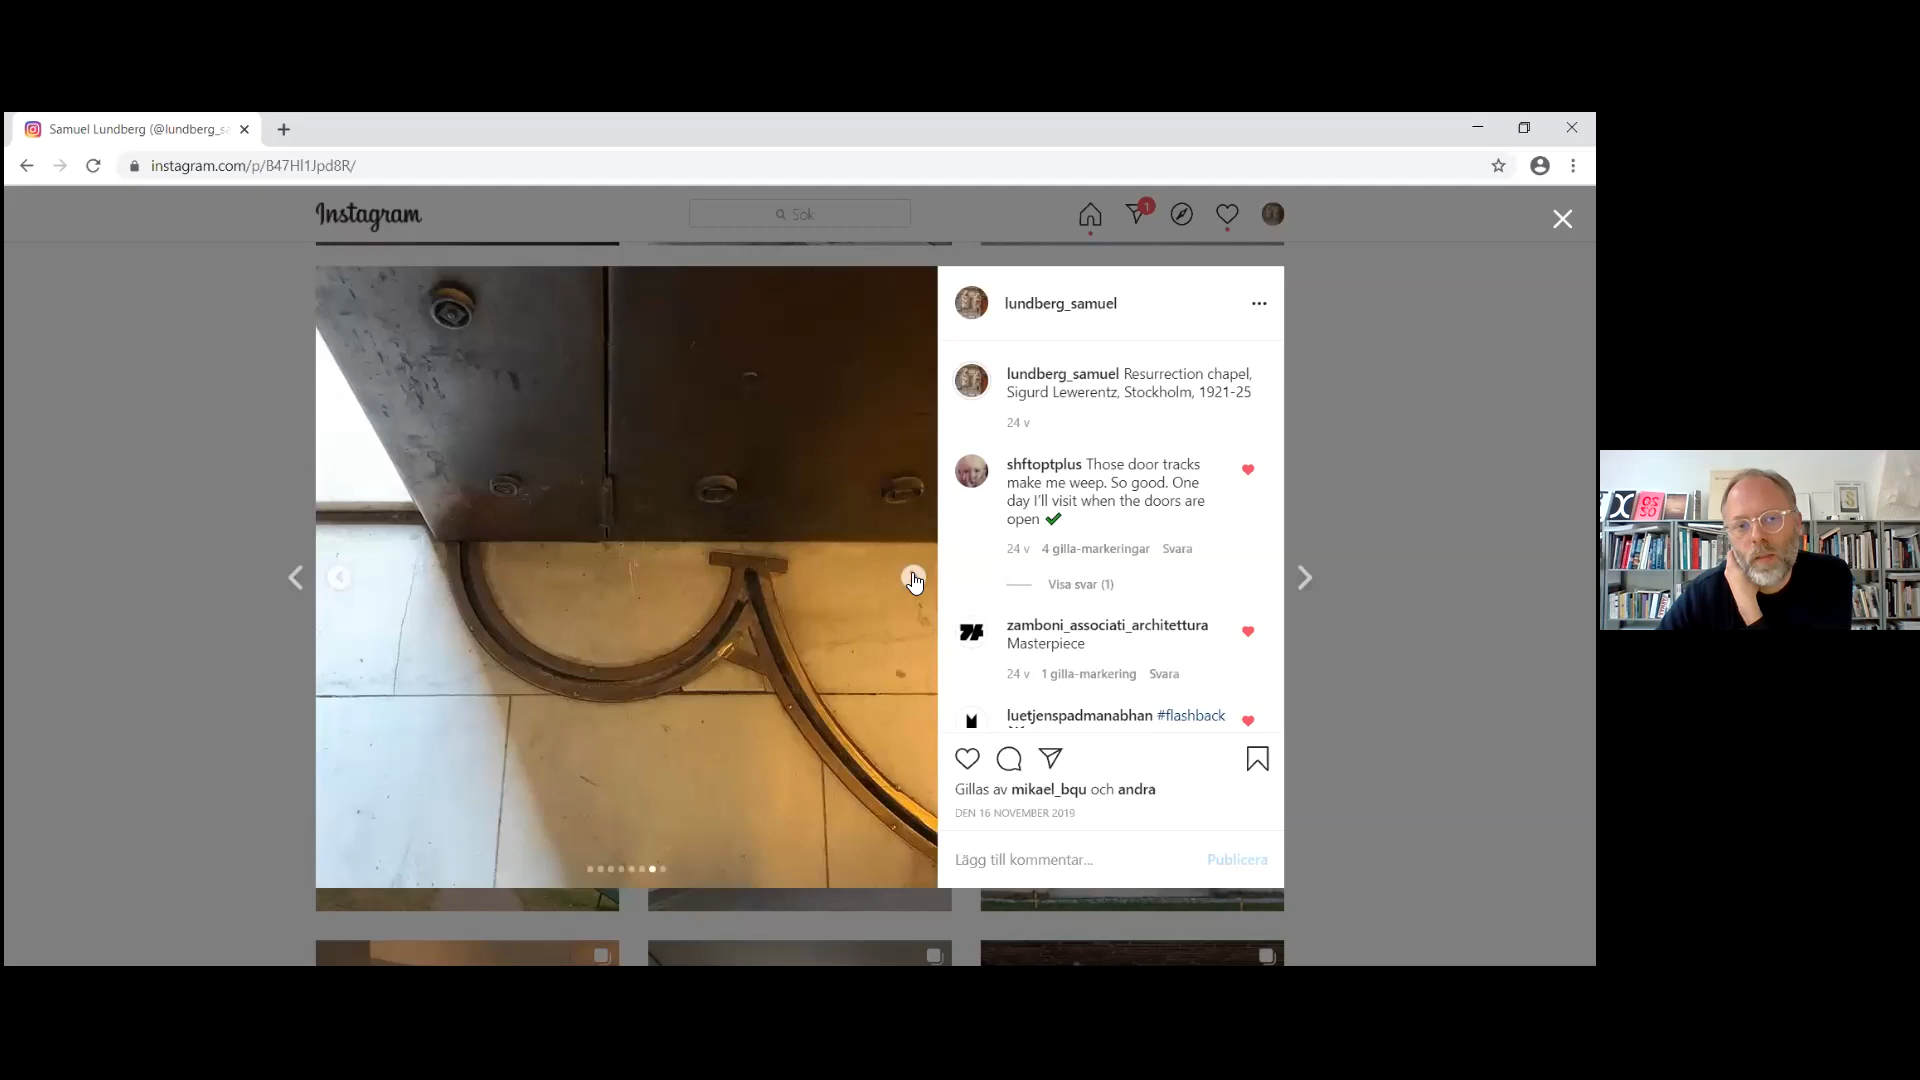 Samuel Lundberg (@lundberg_sa
instagram.com/p/B47Hl1Jpd8R/
Instagram
Sök
1
lundberg_samuel
lundberg_samuel Resurrection chapel,
Sigurd Lewerentz, Stockholm, 1921-25
24 v
shftoptplus Those door tracks
make me weep. So good. One
day I'll visit when the doors are
open ✔
24 v 4 gilla-markeringar Svara
Visa svar (1)
zamboni_associati_architettura
Masterpiece
24 v 1 gilla-markering Svara
luetjenspadmanabhan #flashback
Gillas av mikael_bqu och andra
DEN 16 NOVEMBER 2019
Lägg till kommentar... Publicera